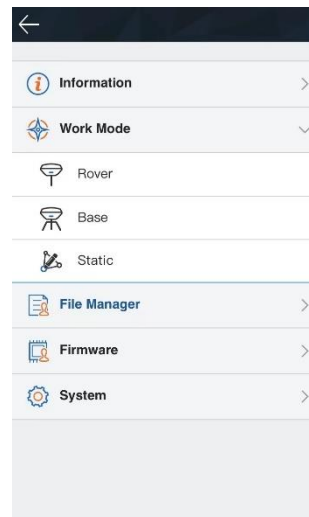 Information
Work Mode
Rover
Base
Static
File Manager
Firmware
System